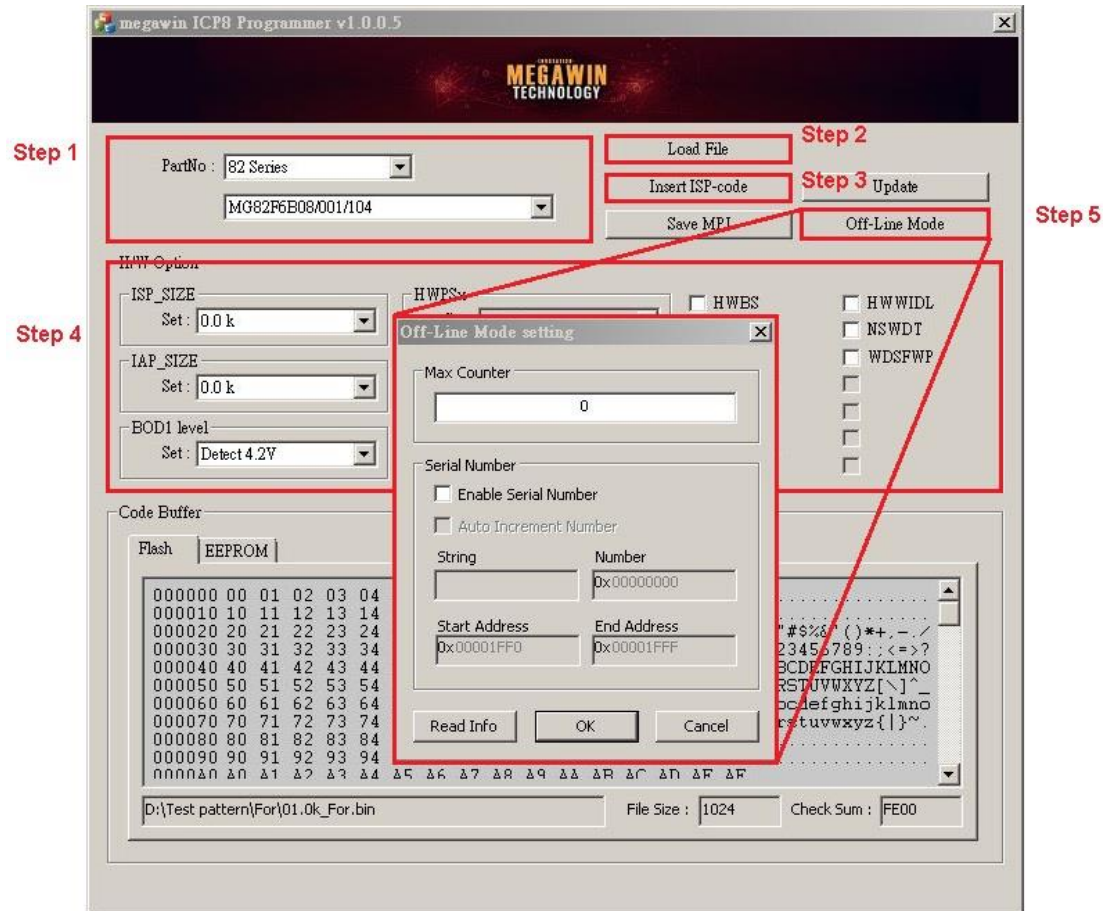 megawin ICP8 Programmer v1.0.0.5
INNOVATION
MEGAWIN
TECHNOLOGY
Step 1
PartNo : 82 Series
MG82F6B08/001/104
Load File
Step 2
Insert ISP-code
Step 3
Update
Save MPI
Off-Line Mode
Step 5
H/W Option
Step 4
ISP_SIZE
Set : 0.0 k
IAP_SIZE
Set : 0.0 k
BOD1 level
Set : Detect 4.2V
HWPSx
HWBS
HWWIDL
NSWDT
WDSFWP
Off-Line Mode setting
Max Counter
0
Serial Number
Enable Serial Number
Auto Increment Number
String
Number
0x00000000
Start Address
End Address
0x00001FF0
0x00001FFF
Read Info
OK
Cancel
Code Buffer
Flash
EEPROM
000000 00 01 02 03 04
000010 10 11 12 13 14
000020 20 21 22 23 24
"#$%&'()*+,-./
000030 30 31 32 33 34
23456789:;<=>?
000040 40 41 42 43 44
BCDEFGHIJKLMNO
000050 50 51 52 53 54
RSTUVWXYZ[\]^_
000060 60 61 62 63 64
bcdefghijklmno
000070 70 71 72 73 74
rstuvwxyz{|}~.
000080 80 81 82 83 84
000090 90 91 92 93 94
0000A0 A0 A1 A2 A3 A4 A5 A6 A7 A8 A9 AA AB AC AD AE AF
D:\Test pattern\For\01.0k_For.bin
File Size : 1024
Check Sum : FE00